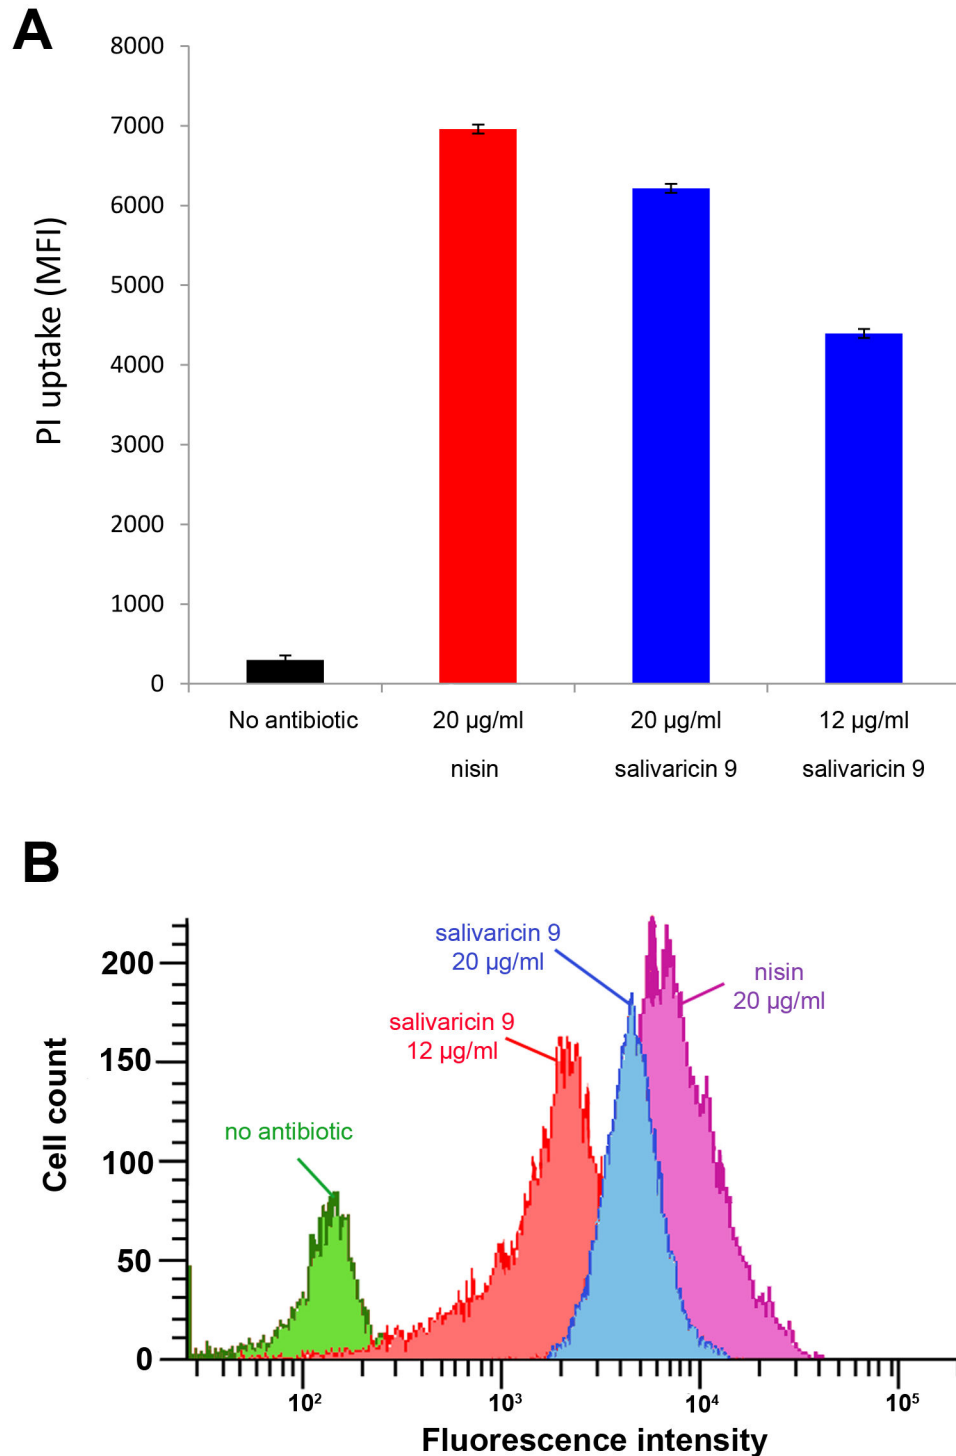 A
8000
7000
6000
5000
4000
3000
2000
1000
0
PI uptake (MFI)
No antibiotic
20 µg/ml
nisin
20 µg/ml
salivaricin 9
12 µg/ml
salivaricin 9
B
200
150
100
50
0
Cell count
salivaricin 9
20 µg/ml
nisin
20 µg/ml
salivaricin 9
12 µg/ml
no antibiotic
10²
10³
10⁴
10⁵
Fluorescence intensity